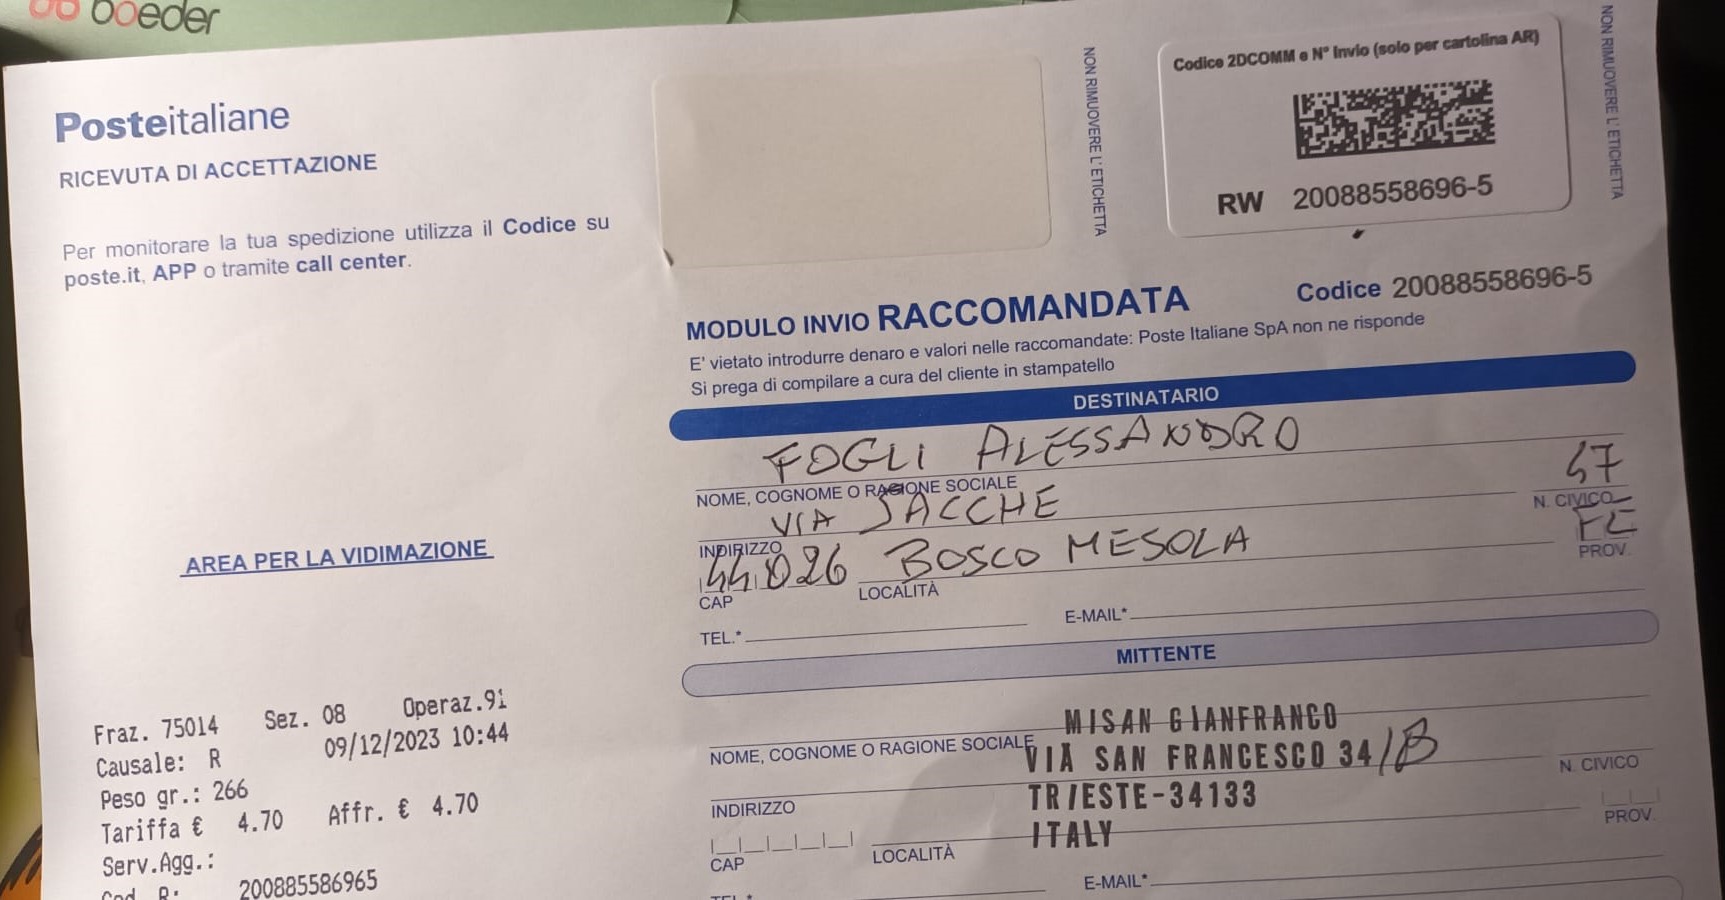 boeder
Posteitaliane
RICEVUTA DI ACCETTAZIONE
Per monitorare la tua spedizione utilizza il Codice su
poste.it, APP o tramite call center.
AREA PER LA VIDIMAZIONE
Fraz. 75014 Sez. 08 Operaz.91
Causale: R 09/12/2023 10:44
Peso gr.: 266
Tariffa € 4.70 Affr. € 4.70
Serv.Agg.:
Cod. R: 200885586965
NON RIMUOVERE L'ETICHETTA
Codice 2DCOMM e N° Invio (solo per cartolina AR)
RW 20088558696-5
NON RIMUOVERE L'ETICHETTA
MODULO INVIO RACCOMANDATA Codice 20088558696-5
E' vietato introdurre denaro e valori nelle raccomandate: Poste Italiane SpA non ne risponde
Si prega di compilare a cura del cliente in stampatello
DESTINATARIO
FOGLI ALESSANDRO
NOME, COGNOME O RAGIONE SOCIALE
VIA SACCHE 47
INDIRIZZO N. CIVICO
44026 BOSCO MESOLA FE
CAP LOCALITÀ PROV.
TEL.* E-MAIL*
MITTENTE
MISAN GIANFRANCO
NOME, COGNOME O RAGIONE SOCIALE
VIA SAN FRANCESCO 34/B
INDIRIZZO N. CIVICO
TRIESTE-34133
ITALY
CAP LOCALITÀ PROV.
TEL.* E-MAIL*